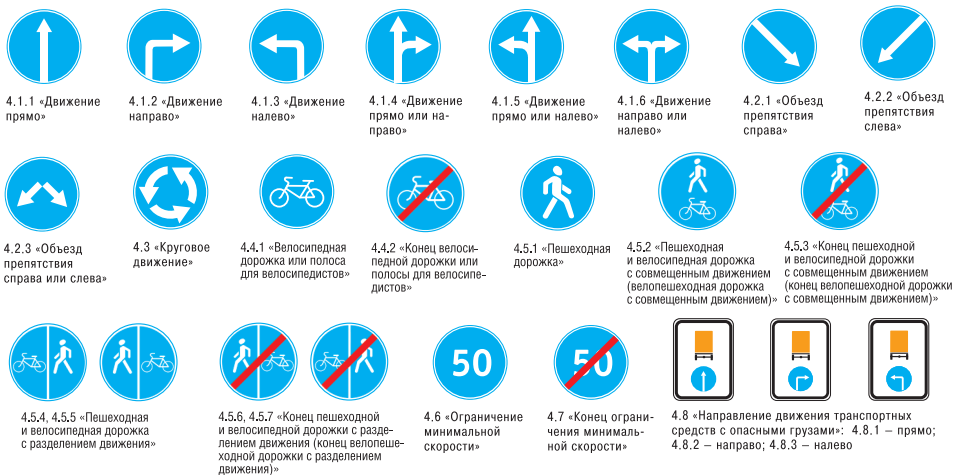 4.1.1 «Движение
прямо»
4.1.2 «Движение
направо»
4.1.3 «Движение
налево»
4.1.4 «Движение
прямо или на-
право»
4.1.5 «Движение
прямо или налево»
4.1.6 «Движение
направо или
налево»
4.2.1 «Объезд
препятствия
справа»
4.2.2 «Объезд
препятствия
слева»
4.2.3 «Объезд
препятствия
справа или слева»
4.3 «Круговое
движение»
4.4.1 «Велосипедная
дорожка или полоса
для велосипедистов»
4.4.2 «Конец велоси-
педной дорожки или
полосы для велосипе-
дистов»
4.5.1 «Пешеходная
дорожка»
4.5.2 «Пешеходная
и велосипедная дорожка
с совмещенным движением
(велопешеходная дорожка
с совмещенным движением)»
4.5.3 «Конец пешеходной
и велосипедной дорожки
с совмещенным движением
(конец велопешеходной дорожки
с совмещенным движением)»
4.5.4, 4.5.5 «Пешеходная
и велосипедная дорожка
с разделением движения»
4.5.6, 4.5.7 «Конец пешеходной
и велосипедной дорожки с разде-
лением движения (конец велопеше-
ходной дорожки с разделением
движения)»
50
4.6 «Ограничение
минимальной
скорости»
50
4.7 «Конец ограни-
чения минималь-
ной скорости»
4.8 «Направление движения транспортных
средств с опасными грузами»: 4.8.1 – прямо;
4.8.2 – направо; 4.8.3 – налево